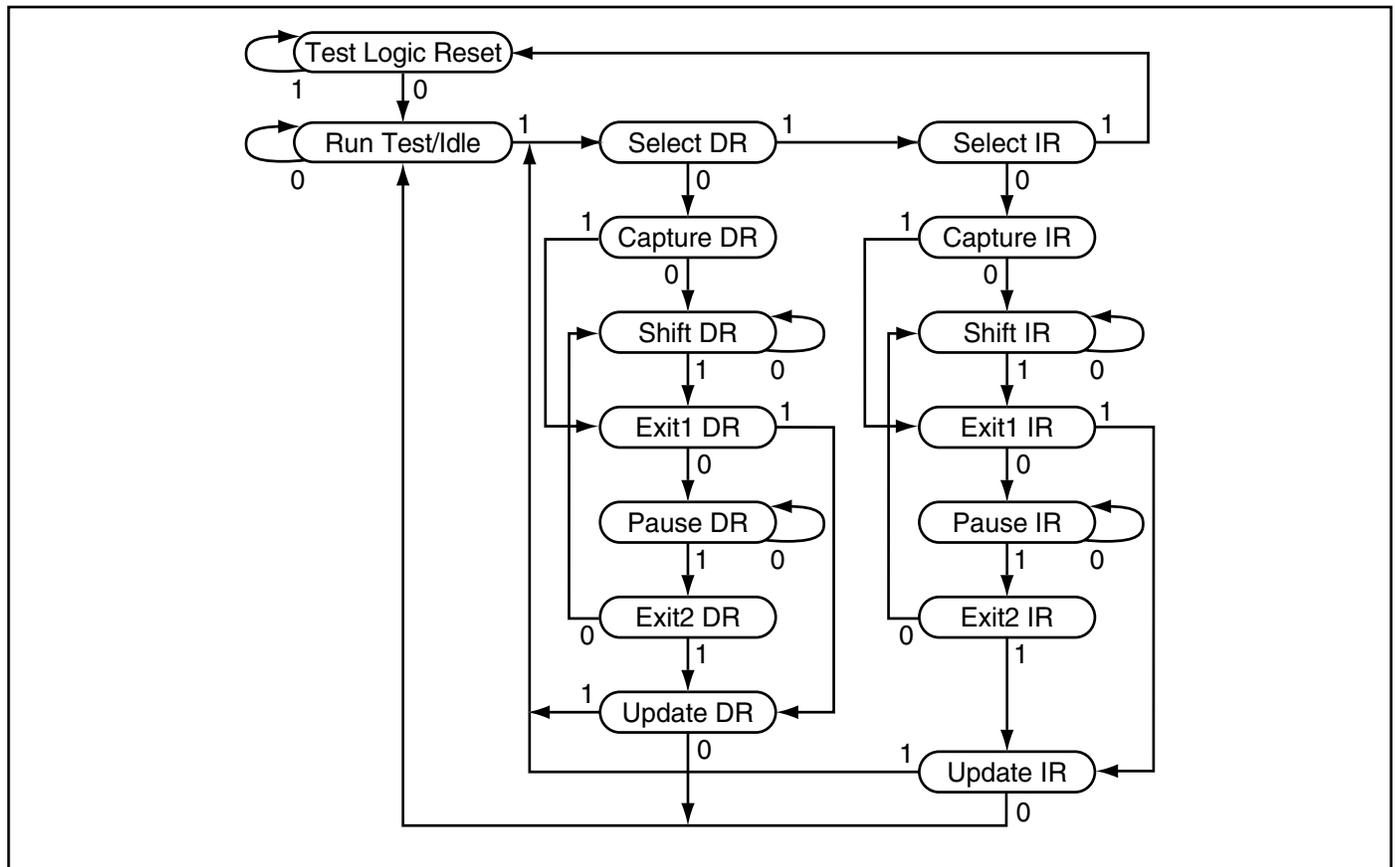 Test Logic Reset
1
0
Run Test/Idle
1
Select DR
1
Select IR
1
0
0
0
1
Capture DR
1
Capture IR
0
0
Shift DR
Shift IR
1
0
1
0
Exit1 DR
1
Exit1 IR
1
0
0
Pause DR
Pause IR
1
0
1
0
Exit2 DR
Exit2 IR
0
1
0
1
1
Update DR
0
1
Update IR
0